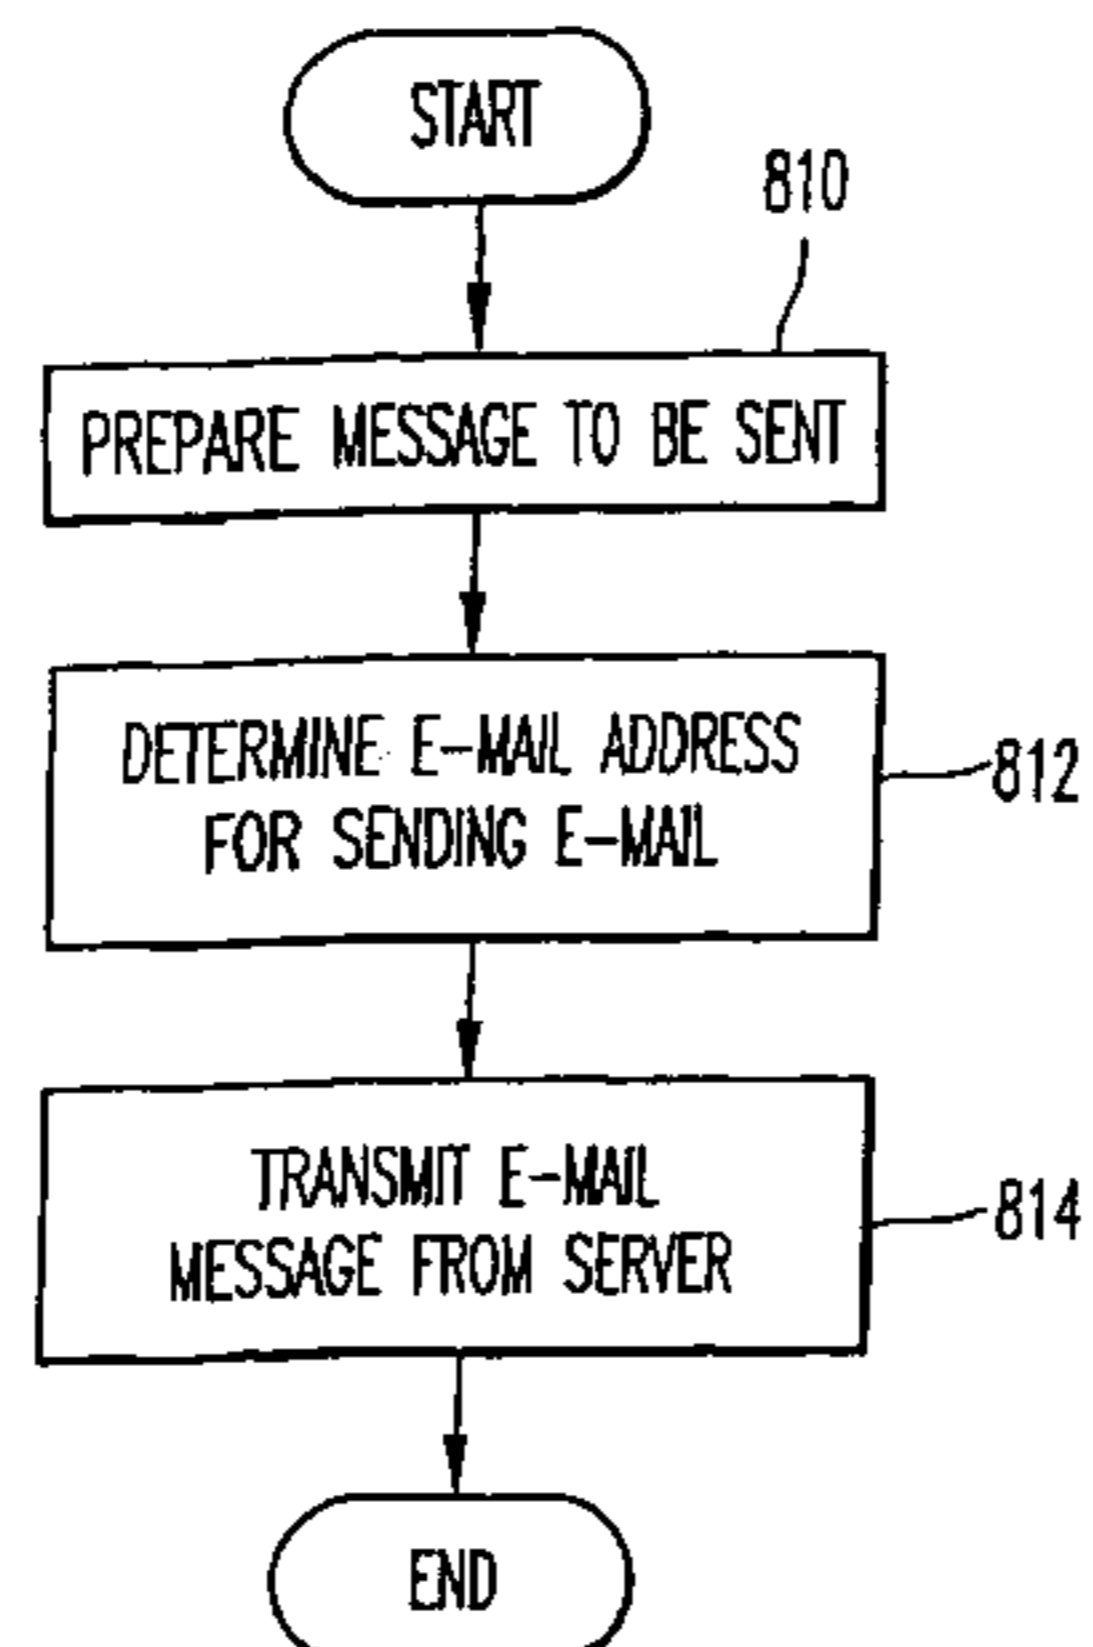 START
810
PREPARE MESSAGE TO BE SENT
DETERMINE E-MAIL ADDRESS
FOR SENDING E-MAIL
812
TRANSMIT E-MAIL
MESSAGE FROM SERVER
814
END